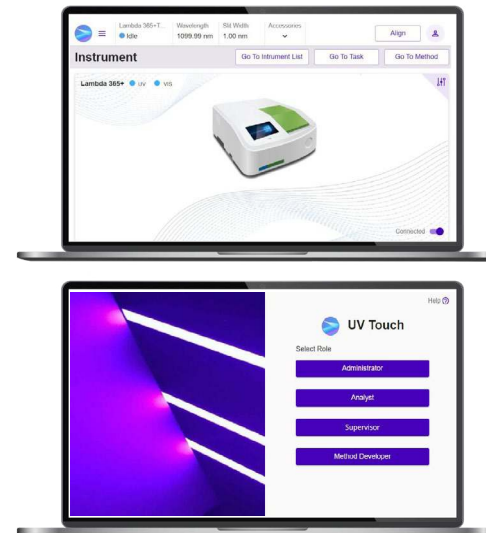 Lambda 365+T... Wavelength Slit Width Accessories
Idle 1099.99 nm 1.00 nm Align
Instrument Go To Intrument List Go To Task Go To Method
Lambda 365+ UV VIS
Connected
Help
UV Touch
Select Role
Administrator
Analyst
Supervisor
Method Developer